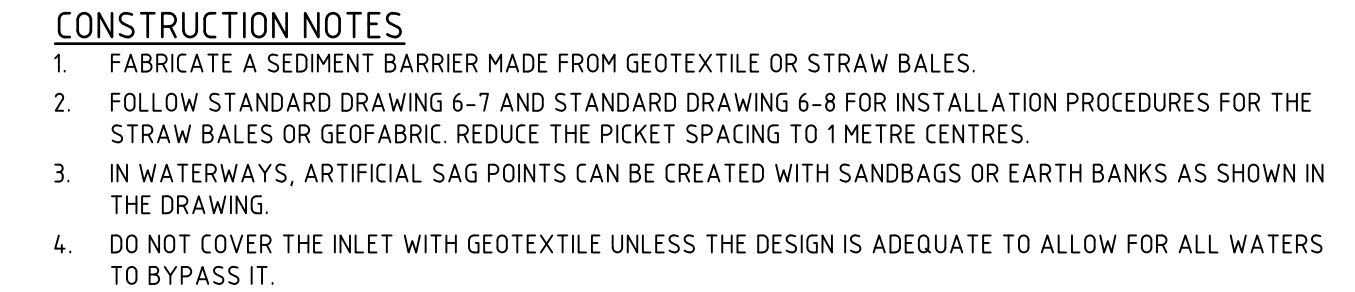 CONSTRUCTION NOTES
1. FABRICATE A SEDIMENT BARRIER MADE FROM GEOTEXTILE OR STRAW BALES.
2. FOLLOW STANDARD DRAWING 6-7 AND STANDARD DRAWING 6-8 FOR INSTALLATION PROCEDURES FOR THE
STRAW BALES OR GEOFABRIC. REDUCE THE PICKET SPACING TO 1 METRE CENTRES.
3. IN WATERWAYS, ARTIFICIAL SAG POINTS CAN BE CREATED WITH SANDBAGS OR EARTH BANKS AS SHOWN IN
THE DRAWING.
4. DO NOT COVER THE INLET WITH GEOTEXTILE UNLESS THE DESIGN IS ADEQUATE TO ALLOW FOR ALL WATERS
TO BYPASS IT.